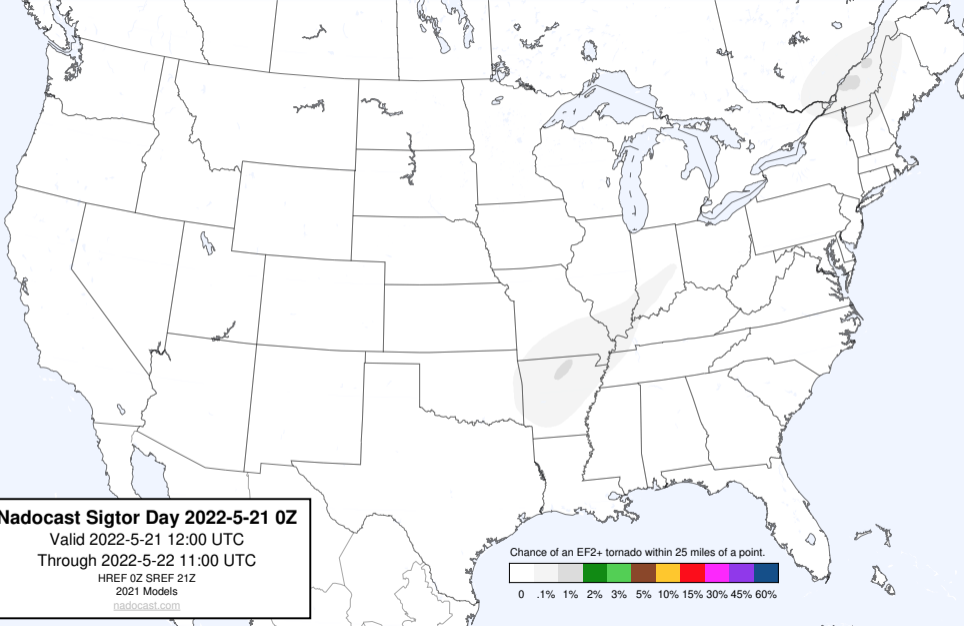 Nadocast Sigtor Day 2022-5-21 0Z
Valid 2022-5-21 12:00 UTC
Through 2022-5-22 11:00 UTC
HREF 0Z SREF 21Z
2021 Models
nadocast.com
Chance of an EF2+ tornado within 25 miles of a point.
0 .1% 1% 2% 3% 5% 10% 15% 30% 45% 60%